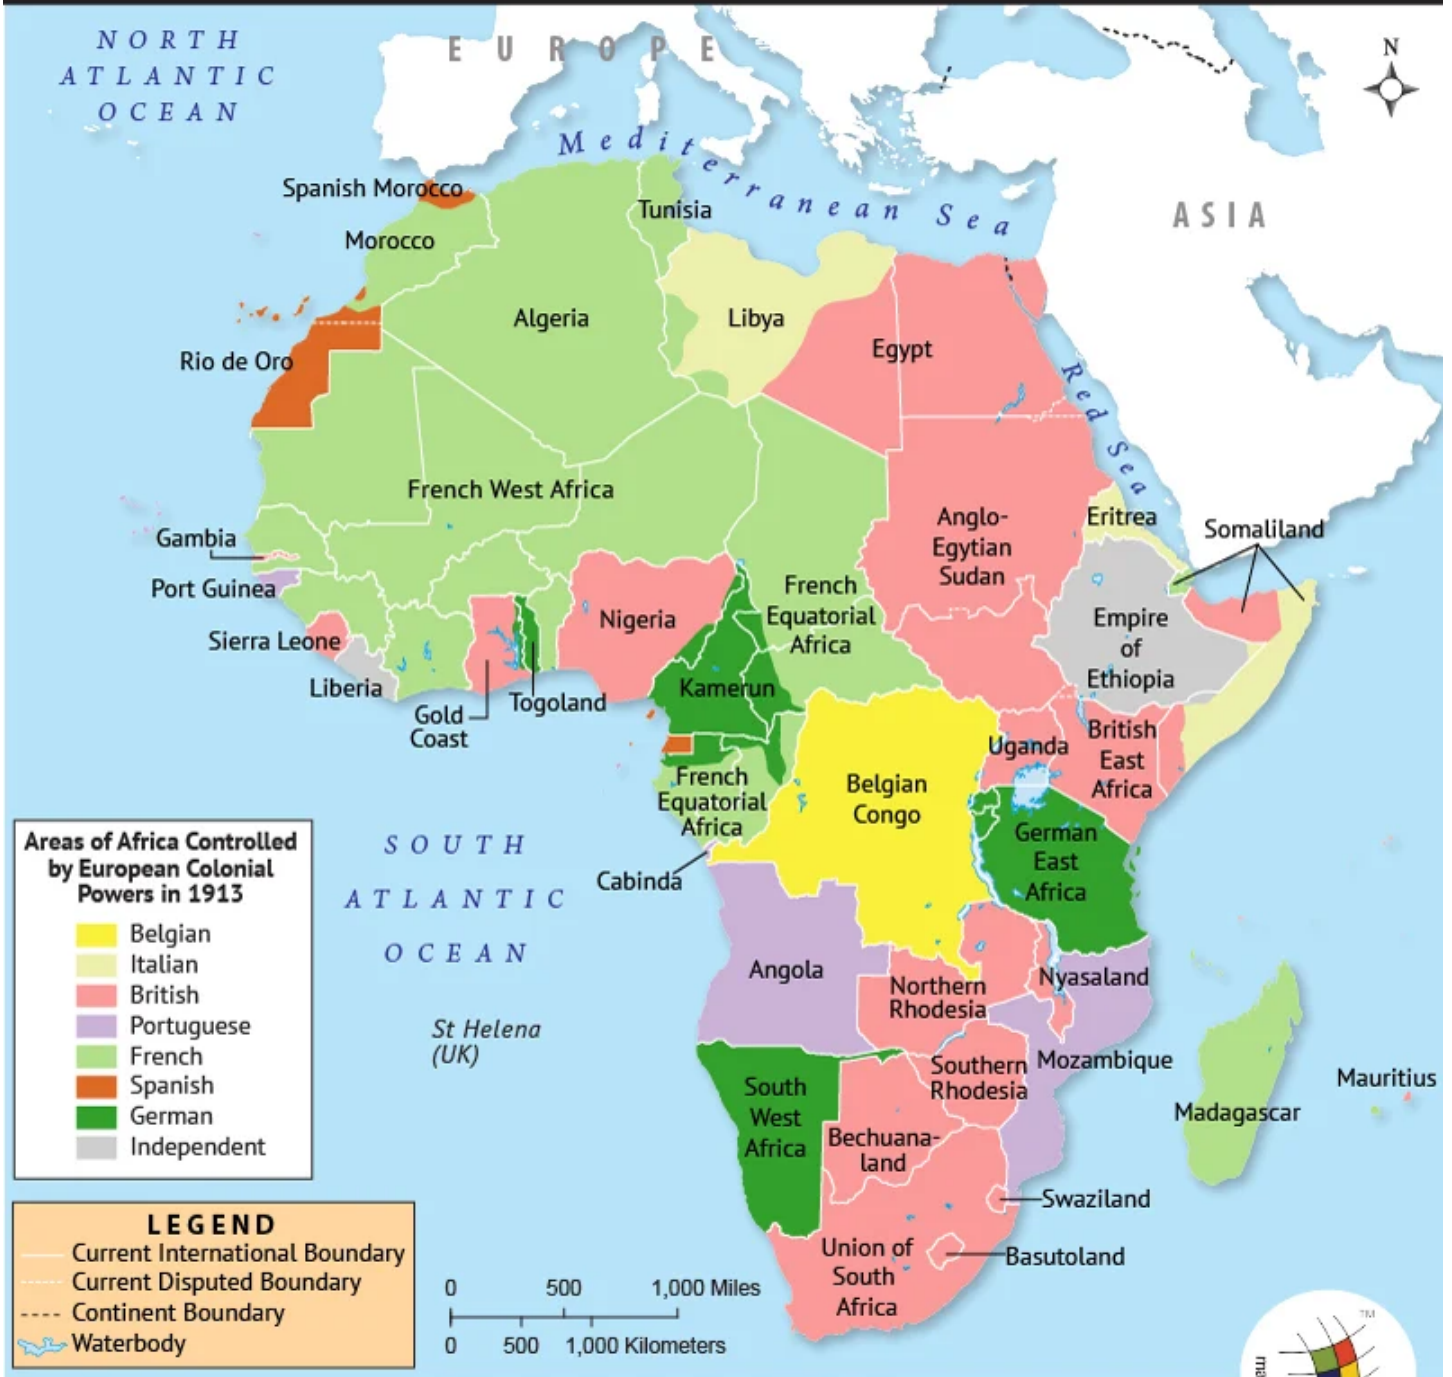 NORTH
ATLANTIC
OCEAN
EUROPE
N
Mediterranean Sea
ASIA
Spanish Morocco
Morocco
Tunisia
Algeria
Libya
Egypt
Rio de Oro
Red Sea
French West Africa
Gambia
Port Guinea
Sierra Leone
Liberia
Gold
Coast
Togoland
Nigeria
Kamerun
French
Equatorial
Africa
Anglo-
Egytian
Sudan
Eritrea
Somaliland
Empire
of
Ethiopia
Uganda
British
East
Africa
Belgian
Congo
French
Equatorial
Africa
Cabinda
German
East
Africa
SOUTH
ATLANTIC
OCEAN
St Helena
(UK)
Angola
Northern
Rhodesia
Nyasaland
Mozambique
Southern
Rhodesia
South
West
Africa
Bechuana-
land
Madagascar
Mauritius
Swaziland
Basutoland
Union of
South
Africa
Areas of Africa Controlled
by European Colonial
Powers in 1913
Belgian
Italian
British
Portuguese
French
Spanish
German
Independent
LEGEND
Current International Boundary
Current Disputed Boundary
Continent Boundary
Waterbody
0 500 1,000 Miles
0 500 1,000 Kilometers
TM